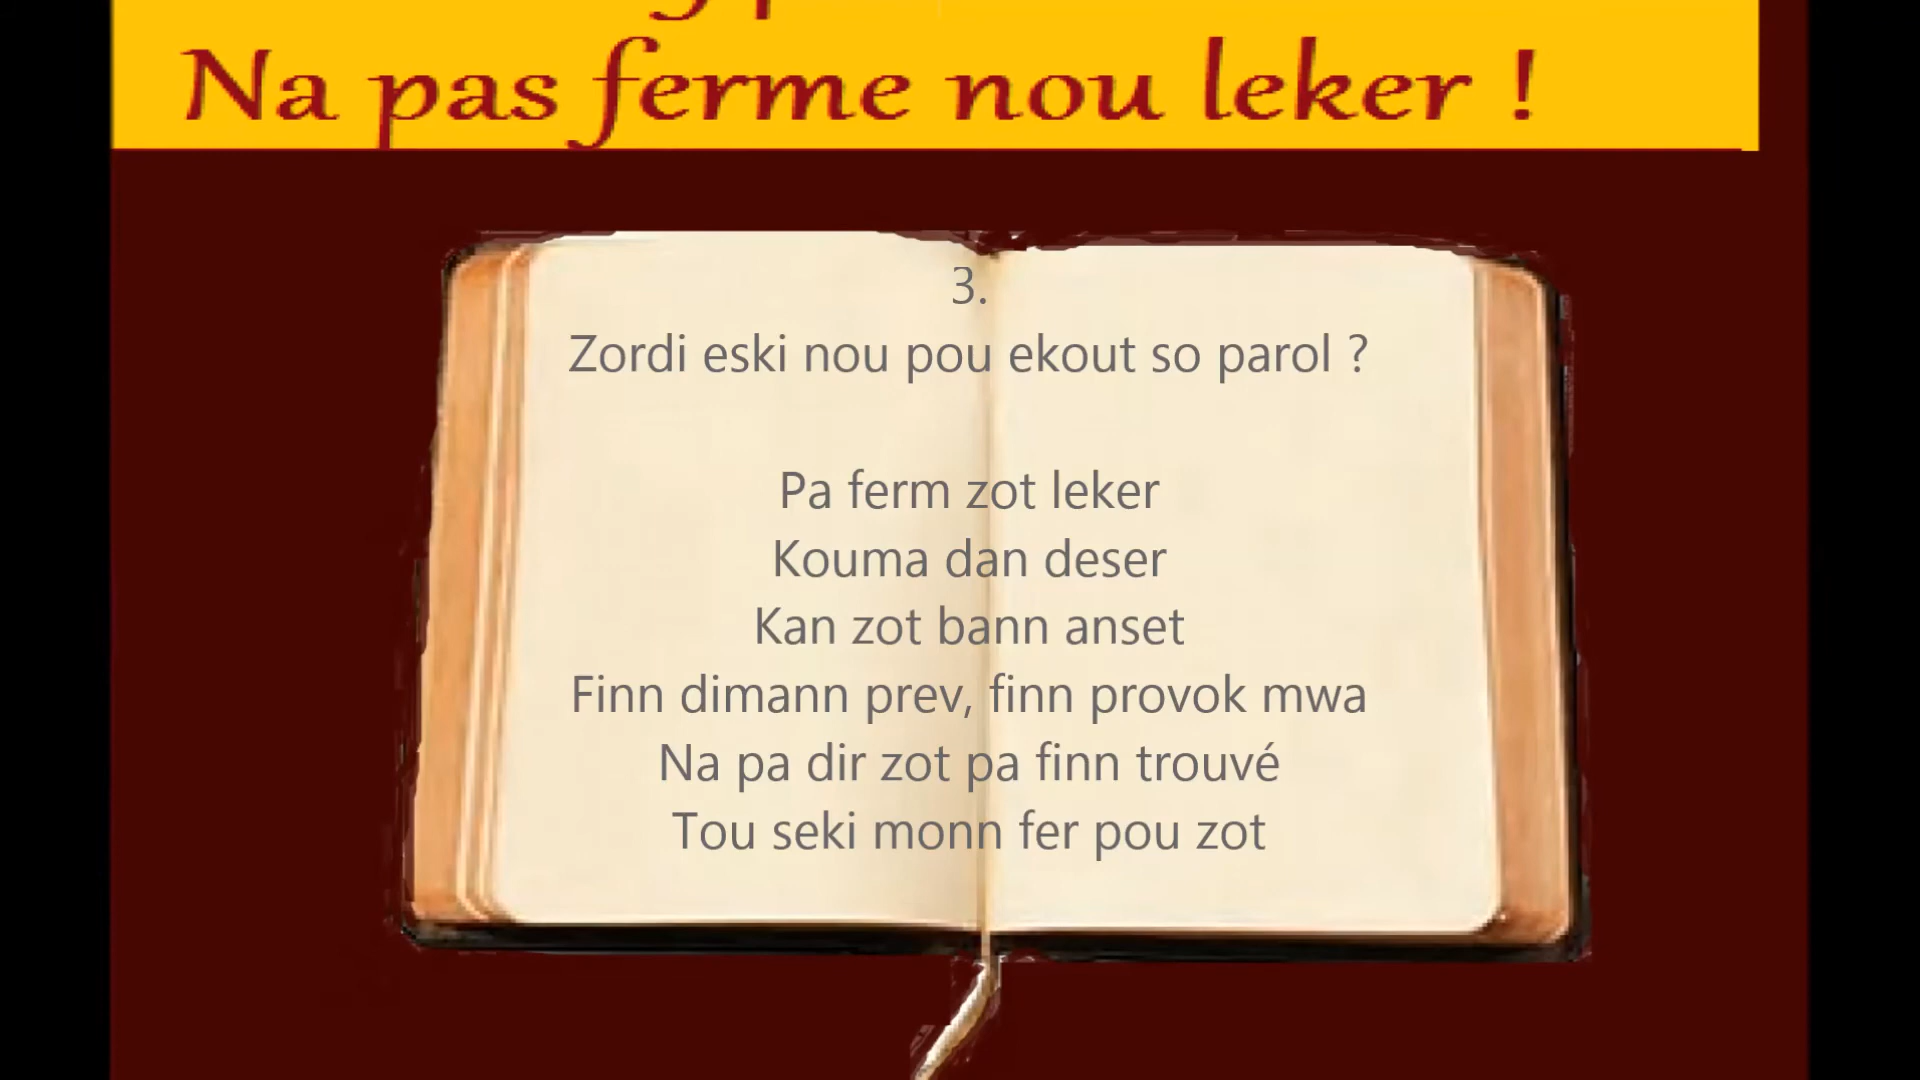 Na pas ferme nou leker !
3.
Zordi eski nou pou ekout so parol ?
Pa ferm zot leker
Kouma dan deser
Kan zot bann anset
Finn dimann prev, finn provok mwa
Na pa dir zot pa finn trouvé
Tou seki monn fer pou zot